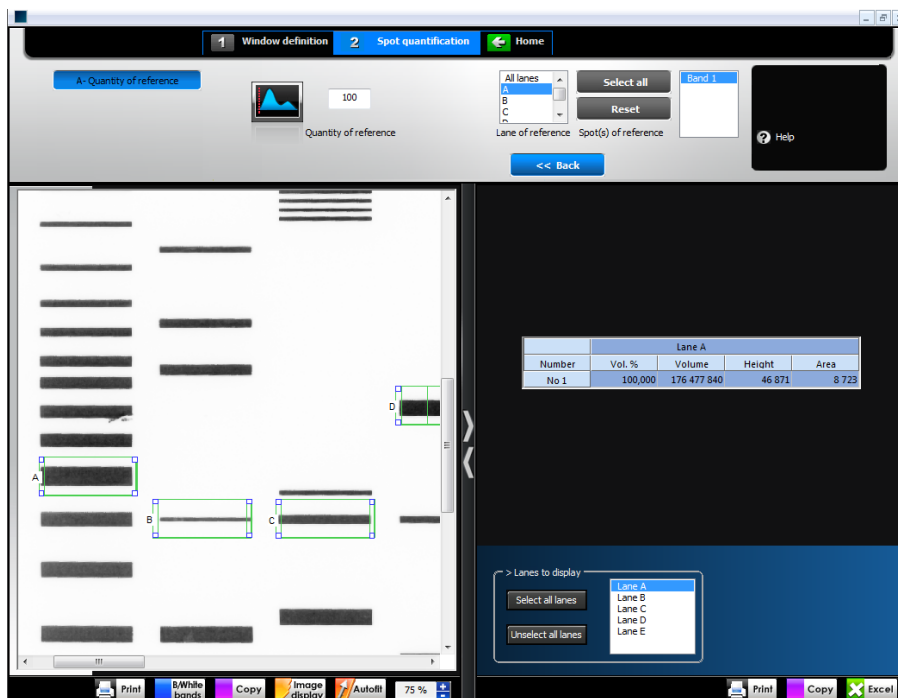 1 Window definition 2 Spot quantification Home
A- Quantity of reference
100
Quantity of reference
All lanes
A
B
C
Lane of reference
Select all
Reset
Spot(s) of reference
Band 1
Help
<< Back
A
B
C
D
Lane A
Number Vol. % Volume Height Area
No 1 100,000 176 477 840 46 871 8 723
> Lanes to display
Select all lanes
Unselect all lanes
Lane A
Lane B
Lane C
Lane D
Lane E
Print B/White bands Copy Image display Autofit 75 %
Print Copy Excel